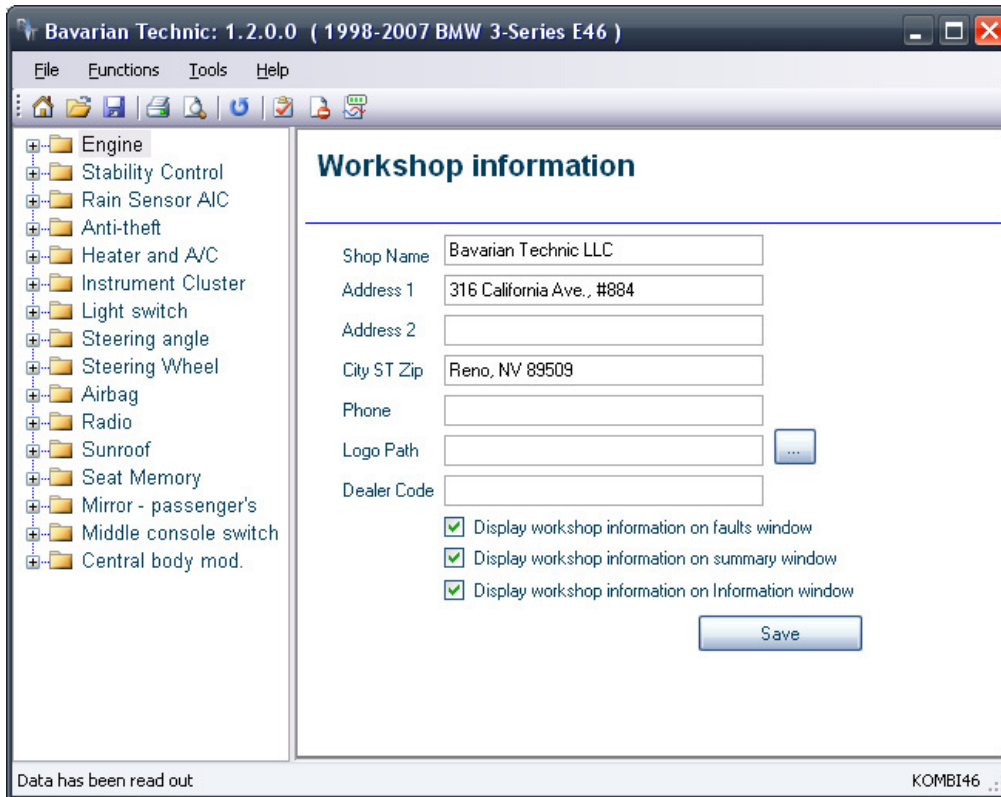 Bavarian Technic: 1.2.0.0 ( 1998-2007 BMW 3-Series E46 )
File Functions Tools Help
Engine
Stability Control
Rain Sensor AIC
Anti-theft
Heater and A/C
Instrument Cluster
Light switch
Steering angle
Steering Wheel
Airbag
Radio
Sunroof
Seat Memory
Mirror - passenger's
Middle console switch
Central body mod.
Workshop information
Shop Name Bavarian Technic LLC
Address 1 316 California Ave., #884
Address 2
City ST Zip Reno, NV 89509
Phone
Logo Path ...
Dealer Code
Display workshop information on faults window
Display workshop information on summary window
Display workshop information on Information window
Save
Data has been read out KOMBI46